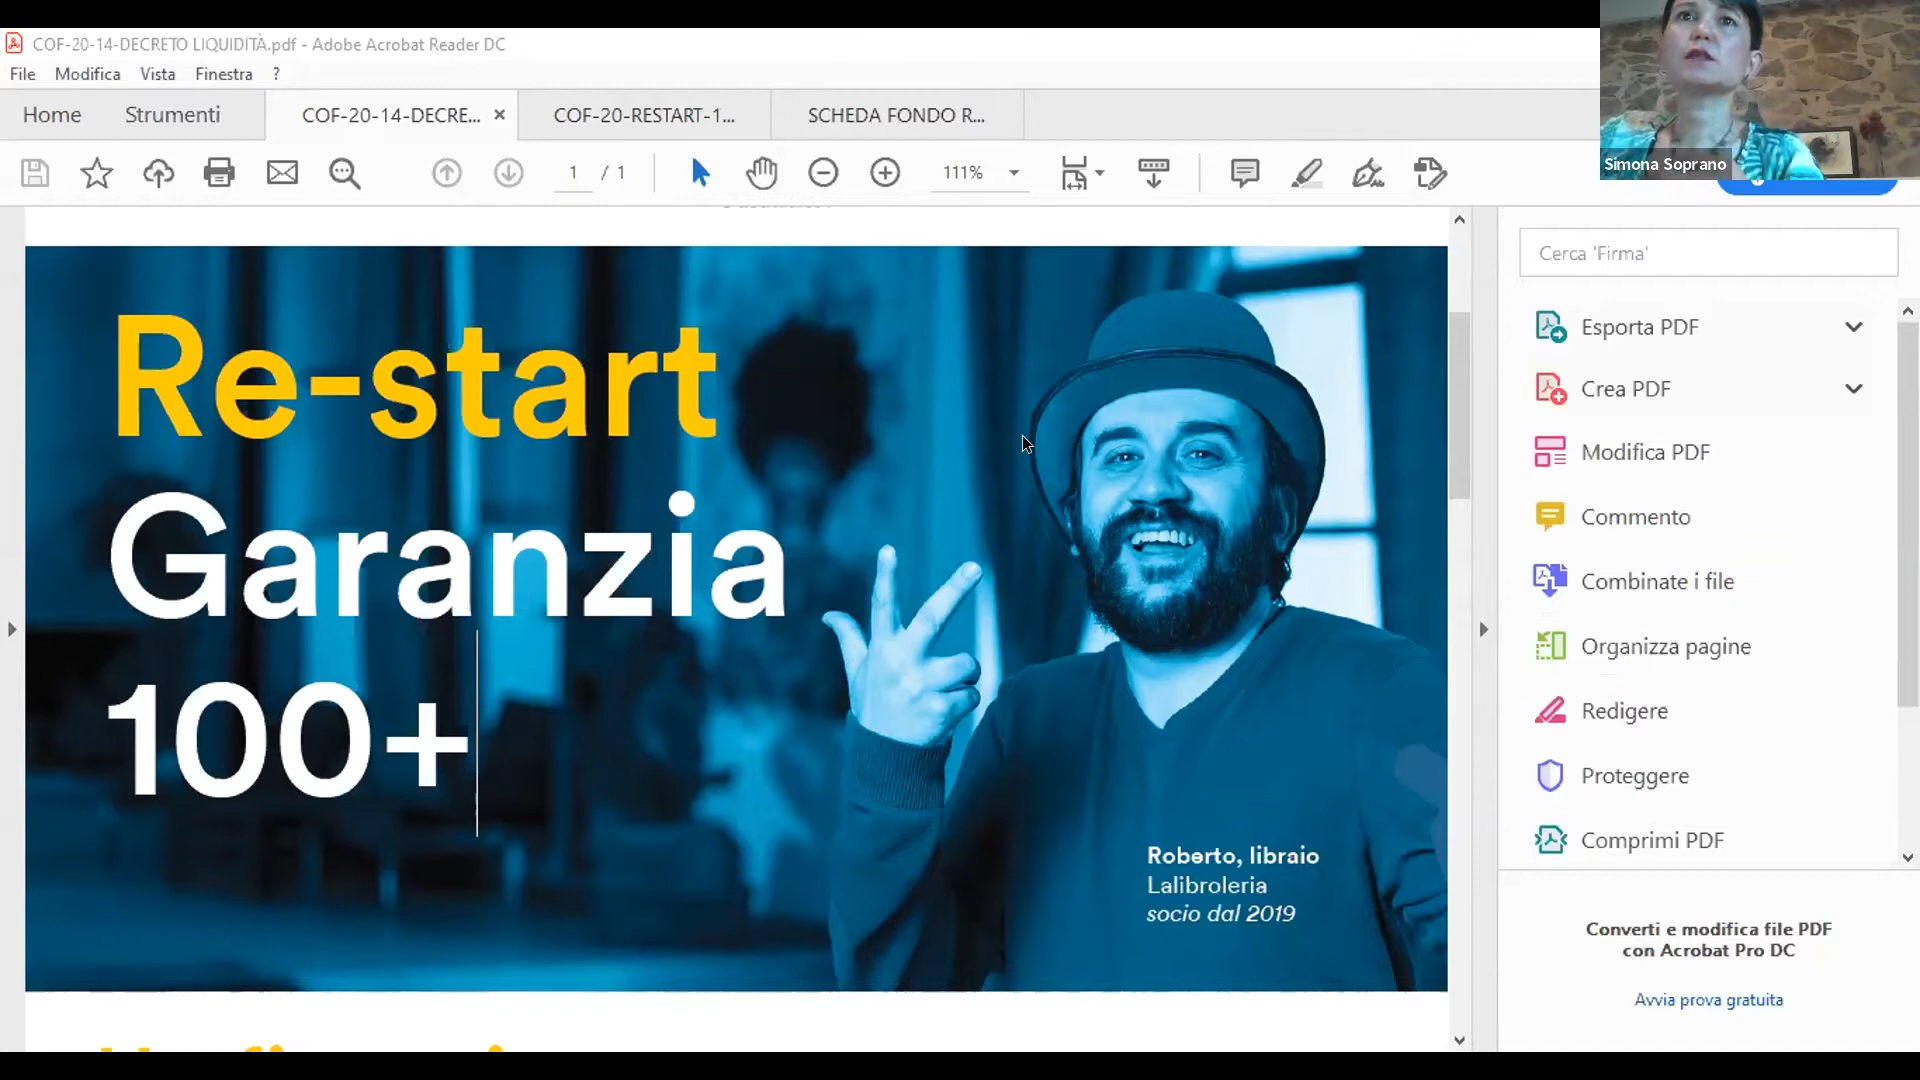 COF-20-14-DECRETO LIQUIDITÀ.pdf - Adobe Acrobat Reader DC
File Modifica Vista Finestra ?
Home Strumenti COF-20-14-DECRE... × COF-20-RESTART-1... SCHEDA FONDO R...
1 / 1 111%
Simona Soprano
Cerca 'Firma'
Esporta PDF
Crea PDF
Modifica PDF
Commento
Combinate i file
Organizza pagine
Redigere
Proteggere
Comprimi PDF
Converti e modifica file PDF
con Acrobat Pro DC
Avvia prova gratuita
Re-start
Garanzia
100+
Roberto, libraio
Lalibroleria
socio dal 2019